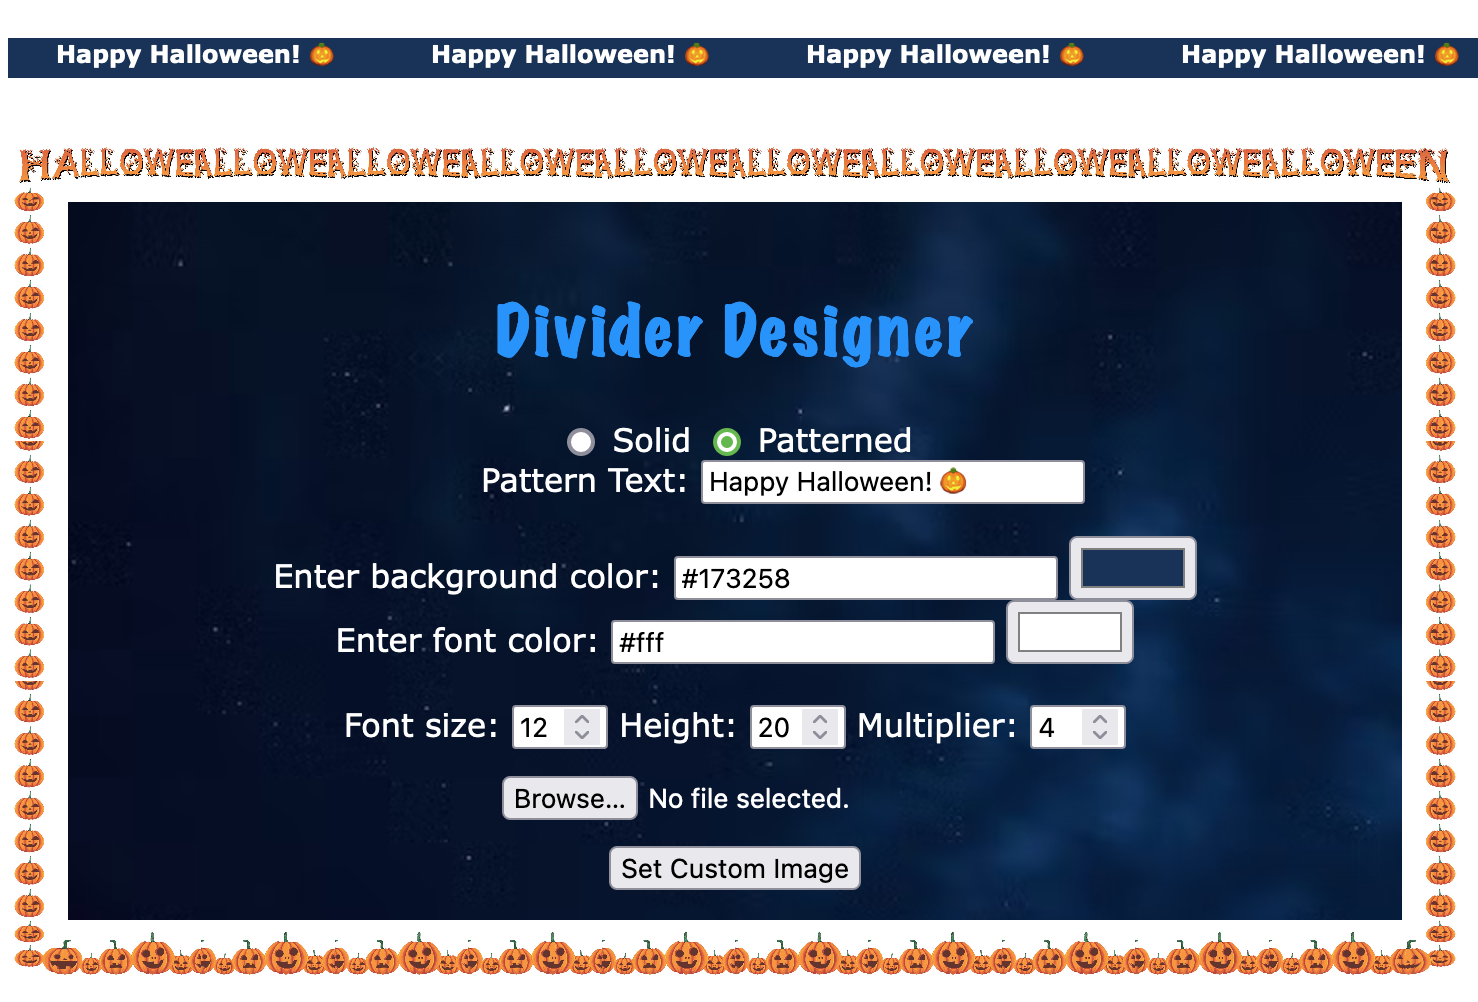 Happy Halloween! 🎃 Happy Halloween! 🎃 Happy Halloween! 🎃 Happy Halloween! 🎃
HALLOWEALLOWEALLOWEALLOWEALLOWEALLOWEALLOWEALLOWEALLOWEALLOWEEN
Divider Designer
Solid Patterned
Pattern Text: Happy Halloween! 🎃
Enter background color: #173258
Enter font color: #fff
Font size: 12 Height: 20 Multiplier: 4
Browse... No file selected.
Set Custom Image